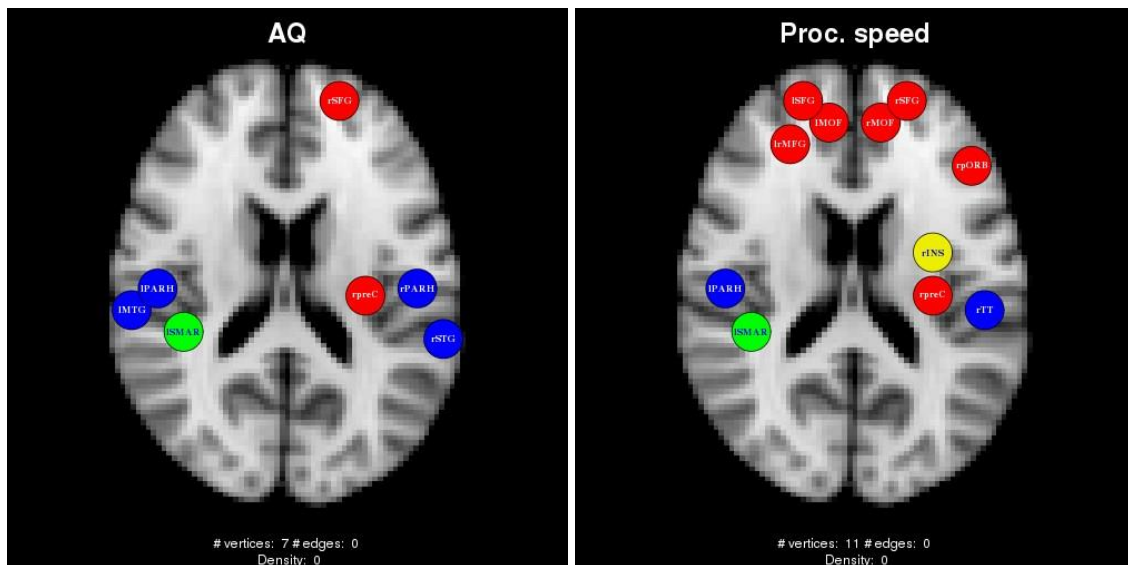 AQ
rSFG
lPARH
rPARH
lMTG
rpreC
lSMAR
rSTG
# vertices: 7 # edges: 0
Density: 0
Proc. speed
lSFG
rSFG
lMOF
rMOF
lrMFG
rpORB
rINS
lPARH
rpreC
rTT
lSMAR
# vertices: 11 # edges: 0
Density: 0